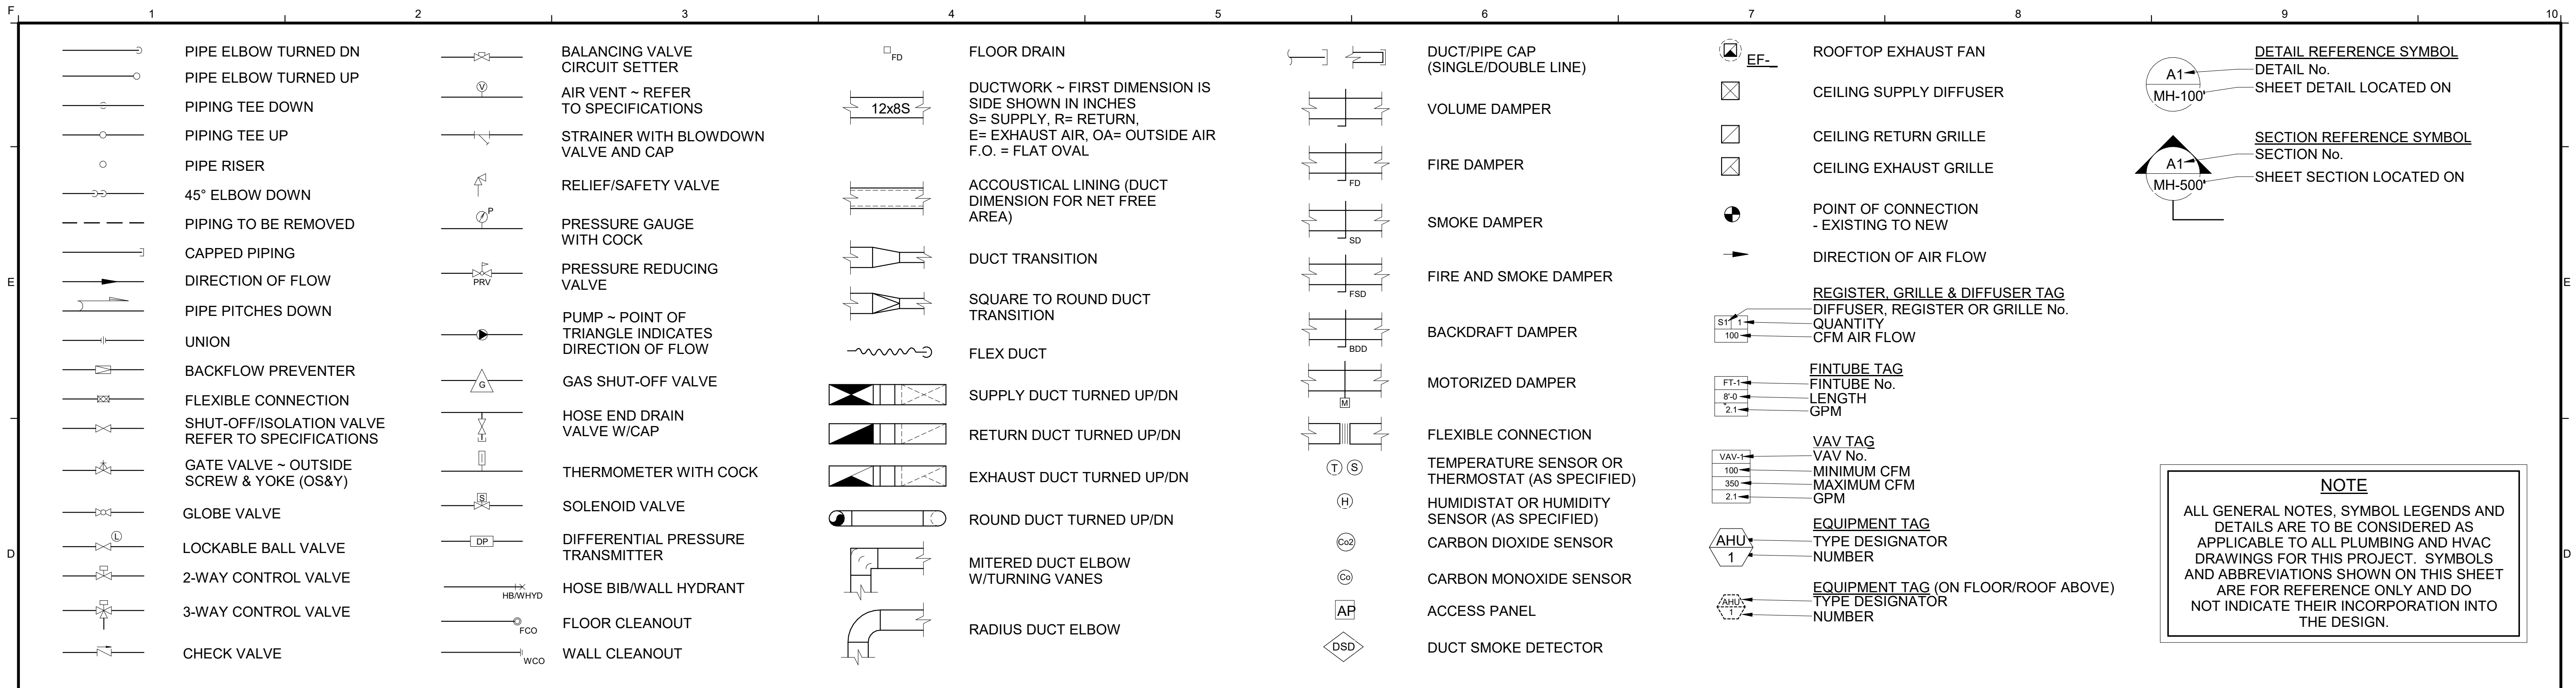 F 1 2 3 4 5 6 7 8 9 10
PIPE ELBOW TURNED DN
PIPE ELBOW TURNED UP
PIPING TEE DOWN
PIPING TEE UP
PIPE RISER
45° ELBOW DOWN
PIPING TO BE REMOVED
CAPPED PIPING
E
DIRECTION OF FLOW
PIPE PITCHES DOWN
UNION
BACKFLOW PREVENTER
FLEXIBLE CONNECTION
SHUT-OFF/ISOLATION VALVE
REFER TO SPECIFICATIONS
GATE VALVE ~ OUTSIDE
SCREW & YOKE (OS&Y)
GLOBE VALVE
L
LOCKABLE BALL VALVE
D
2-WAY CONTROL VALVE
3-WAY CONTROL VALVE
CHECK VALVE
BALANCING VALVE
CIRCUIT SETTER
V
AIR VENT ~ REFER
TO SPECIFICATIONS
STRAINER WITH BLOWDOWN
VALVE AND CAP
RELIEF/SAFETY VALVE
P
PRESSURE GAUGE
WITH COCK
PRV
PRESSURE REDUCING
VALVE
PUMP ~ POINT OF
TRIANGLE INDICATES
DIRECTION OF FLOW
G
GAS SHUT-OFF VALVE
HOSE END DRAIN
VALVE W/CAP
THERMOMETER WITH COCK
S
SOLENOID VALVE
DP
DIFFERENTIAL PRESSURE
TRANSMITTER
HB/WHYD
HOSE BIB/WALL HYDRANT
FCO
FLOOR CLEANOUT
WCO
WALL CLEANOUT
FD
FLOOR DRAIN
12x8S
DUCTWORK ~ FIRST DIMENSION IS
SIDE SHOWN IN INCHES
S= SUPPLY, R= RETURN,
E= EXHAUST AIR, OA= OUTSIDE AIR
F.O. = FLAT OVAL
ACCOUSTICAL LINING (DUCT
DIMENSION FOR NET FREE
AREA)
DUCT TRANSITION
SQUARE TO ROUND DUCT
TRANSITION
FLEX DUCT
SUPPLY DUCT TURNED UP/DN
RETURN DUCT TURNED UP/DN
EXHAUST DUCT TURNED UP/DN
ROUND DUCT TURNED UP/DN
MITERED DUCT ELBOW
W/TURNING VANES
RADIUS DUCT ELBOW
DUCT/PIPE CAP
(SINGLE/DOUBLE LINE)
VOLUME DAMPER
FD
FIRE DAMPER
SD
SMOKE DAMPER
FSD
FIRE AND SMOKE DAMPER
BDD
BACKDRAFT DAMPER
M
MOTORIZED DAMPER
FLEXIBLE CONNECTION
T S
TEMPERATURE SENSOR OR
THERMOSTAT (AS SPECIFIED)
H
HUMIDISTAT OR HUMIDITY
SENSOR (AS SPECIFIED)
Co2
CARBON DIOXIDE SENSOR
Co
CARBON MONOXIDE SENSOR
AP
ACCESS PANEL
DSD
DUCT SMOKE DETECTOR
EF-_
ROOFTOP EXHAUST FAN
CEILING SUPPLY DIFFUSER
CEILING RETURN GRILLE
CEILING EXHAUST GRILLE
POINT OF CONNECTION
- EXISTING TO NEW
DIRECTION OF AIR FLOW
REGISTER, GRILLE & DIFFUSER TAG
DIFFUSER, REGISTER OR GRILLE No.
S1 1 QUANTITY
100 CFM AIR FLOW
FINTUBE TAG
FT-1 FINTUBE No.
8'-0" LENGTH
2.1 GPM
VAV TAG
VAV-1 VAV No.
100 MINIMUM CFM
350 MAXIMUM CFM
2.1 GPM
EQUIPMENT TAG
AHU TYPE DESIGNATOR
1 NUMBER
EQUIPMENT TAG (ON FLOOR/ROOF ABOVE)
AHU TYPE DESIGNATOR
1 NUMBER
DETAIL REFERENCE SYMBOL
A1 DETAIL No.
MH-100 SHEET DETAIL LOCATED ON
SECTION REFERENCE SYMBOL
A1 SECTION No.
MH-500 SHEET SECTION LOCATED ON
E
NOTE
ALL GENERAL NOTES, SYMBOL LEGENDS AND
DETAILS ARE TO BE CONSIDERED AS
APPLICABLE TO ALL PLUMBING AND HVAC
DRAWINGS FOR THIS PROJECT. SYMBOLS
AND ABBREVIATIONS SHOWN ON THIS SHEET
ARE FOR REFERENCE ONLY AND DO
NOT INDICATE THEIR INCORPORATION INTO
THE DESIGN.
D